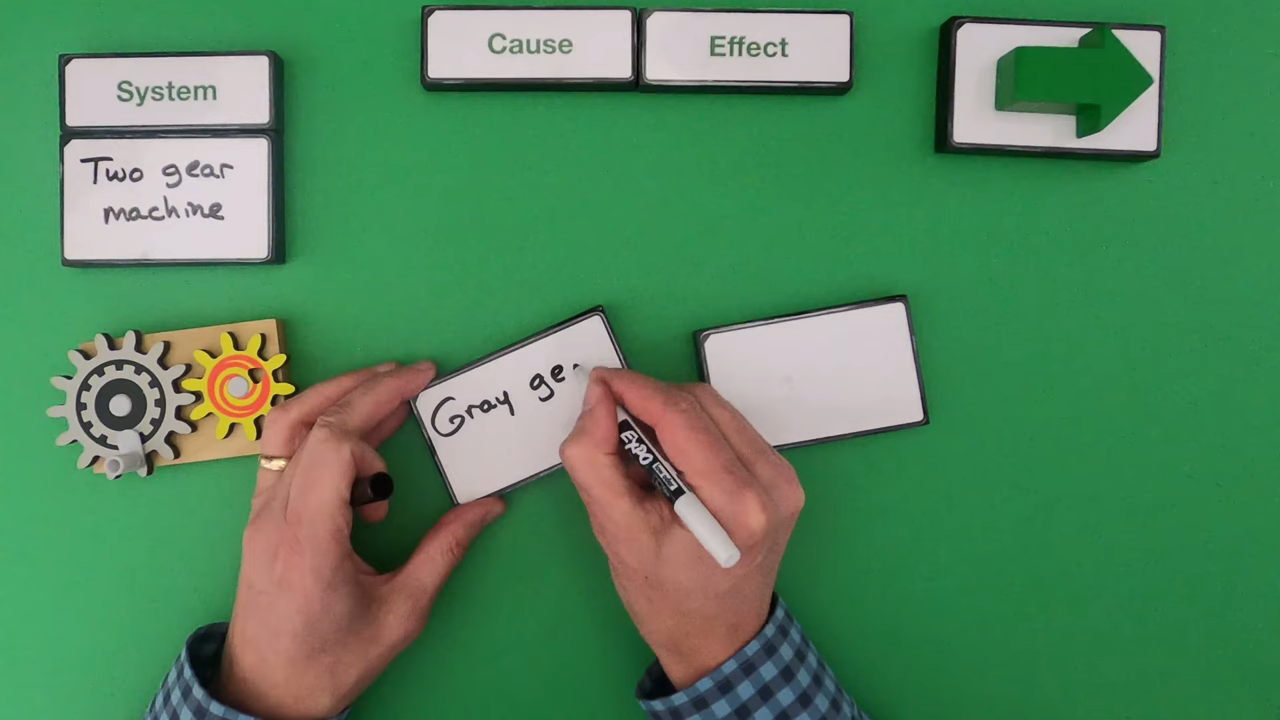 System
Two gear
machine
Cause
Effect
Gray ge
EXPO